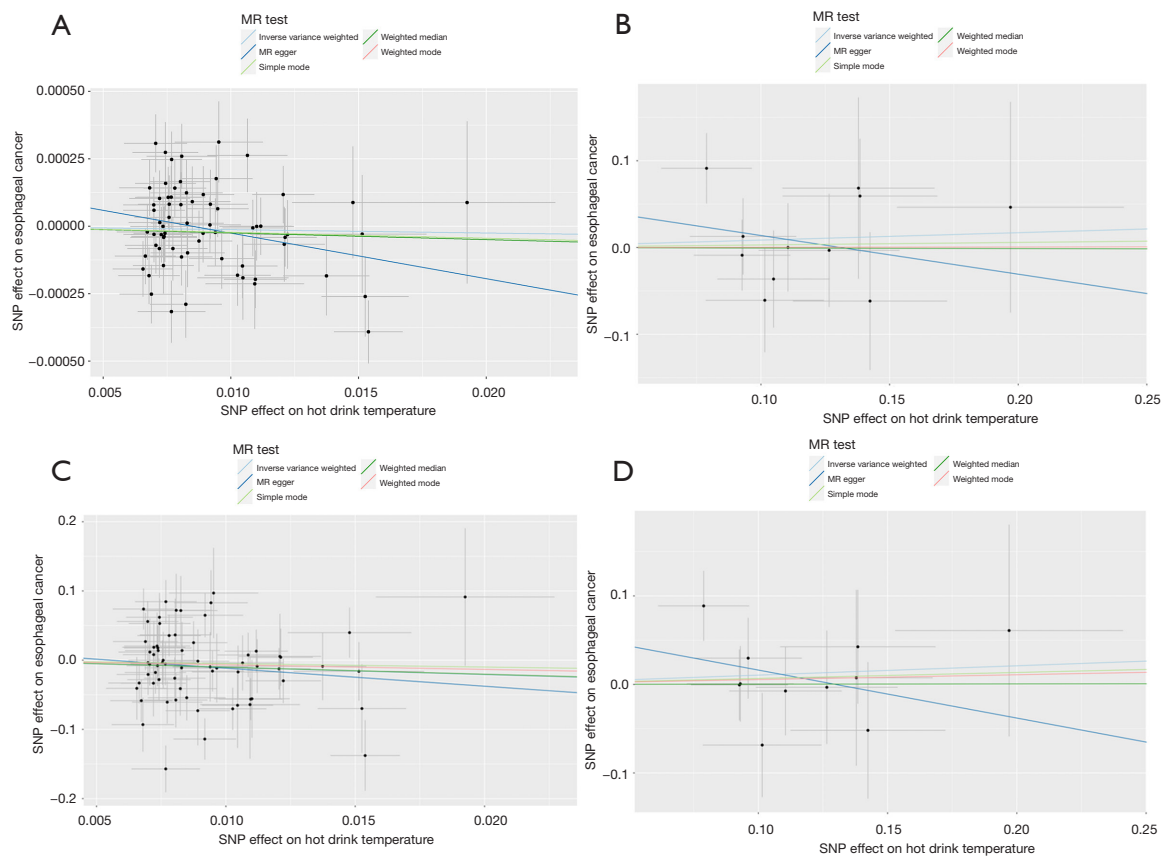 A
MR test
Inverse variance weighted Weighted median
MR egger Weighted mode
Simple mode
SNP effect on esophageal cancer
0.00050
0.00025
0.00000
−0.00025
−0.00050
0.005 0.010 0.015 0.020
SNP effect on hot drink temperature
B
MR test
Inverse variance weighted Weighted median
MR egger Weighted mode
Simple mode
SNP effect on esophageal cancer
0.1
0.0
−0.1
0.10 0.15 0.20 0.25
SNP effect on hot drink temperature
C
MR test
Inverse variance weighted Weighted median
MR egger Weighted mode
Simple mode
SNP effect on esophageal cancer
0.2
0.1
0.0
−0.1
−0.2
0.005 0.010 0.015 0.020
SNP effect on hot drink temperature
D
MR test
Inverse variance weighted Weighted median
MR egger Weighted mode
Simple mode
SNP effect on esophageal cancer
0.1
0.0
−0.1
0.10 0.15 0.20 0.25
SNP effect on hot drink temperature